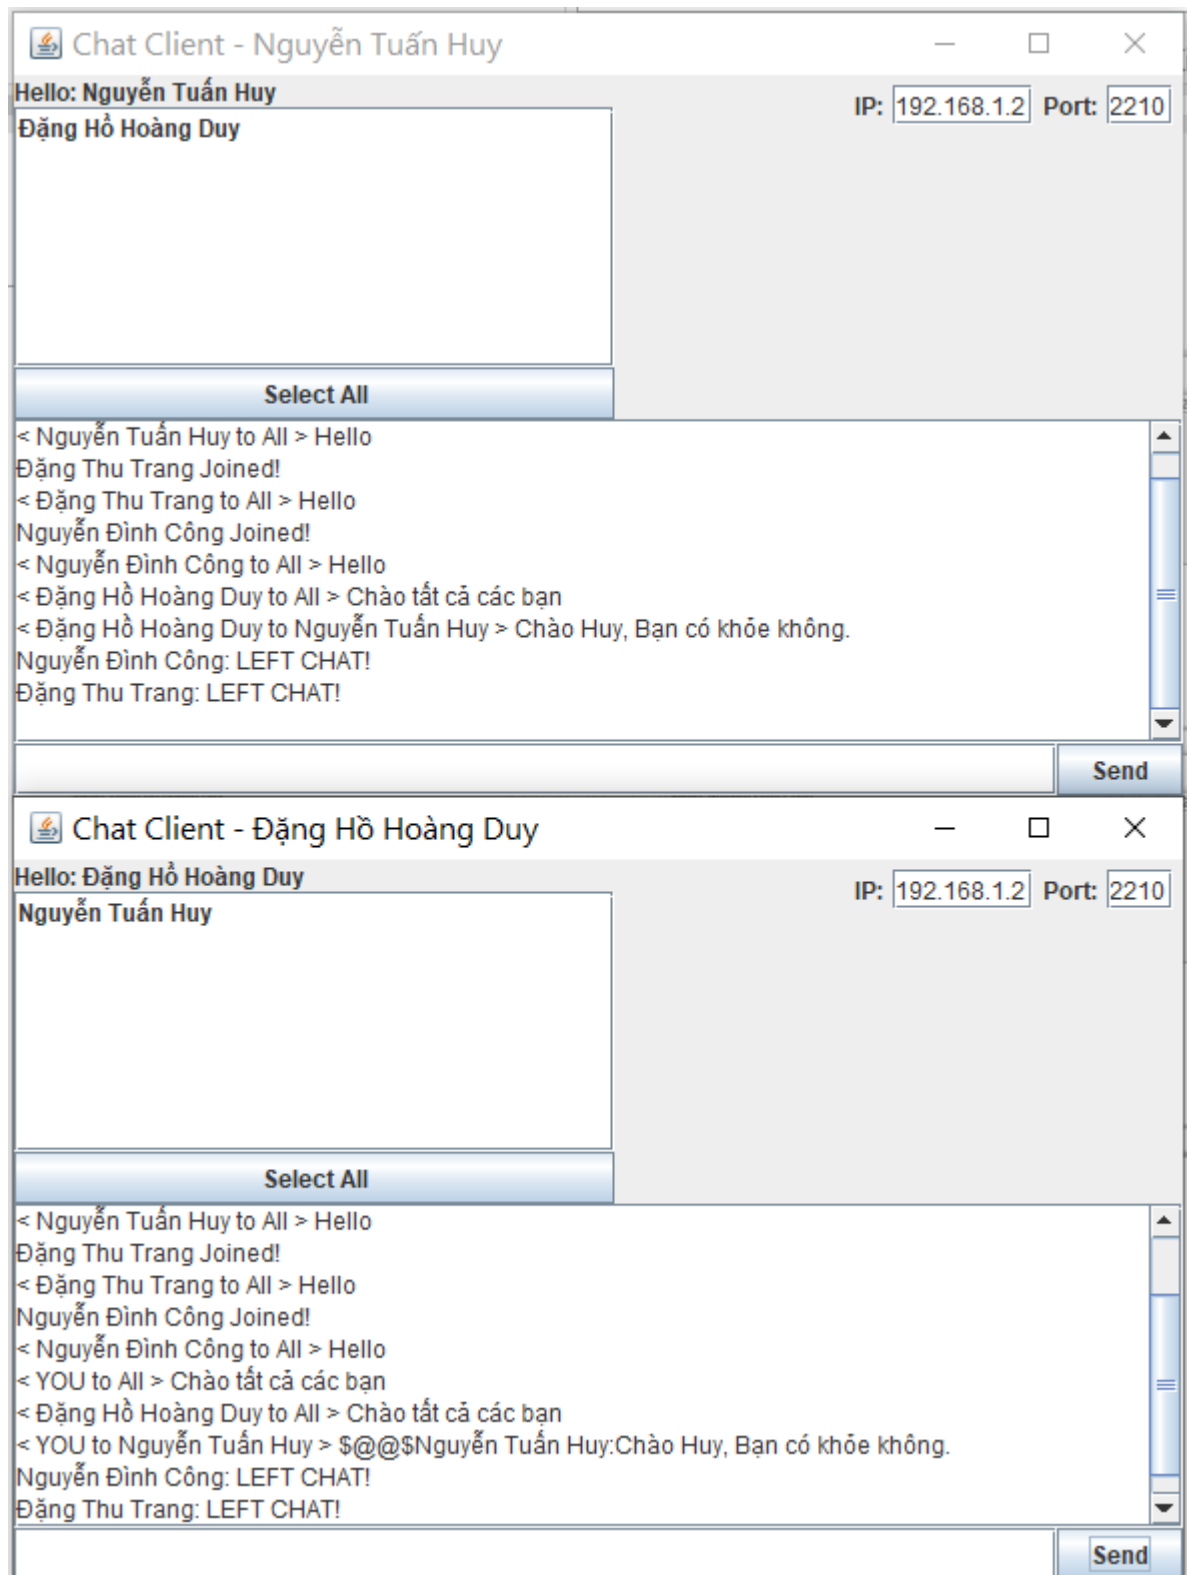 Chat Client - Nguyễn Tuấn Huy
Hello: Nguyễn Tuấn Huy
IP: 192.168.1.2 Port: 2210
Đặng Hồ Hoàng Duy
Select All
< Nguyễn Tuấn Huy to All > Hello
Đặng Thu Trang Joined!
< Đặng Thu Trang to All > Hello
Nguyễn Đình Công Joined!
< Nguyễn Đình Công to All > Hello
< Đặng Hồ Hoàng Duy to All > Chào tất cả các bạn
< Đặng Hồ Hoàng Duy to Nguyễn Tuấn Huy > Chào Huy, Bạn có khỏe không.
Nguyễn Đình Công: LEFT CHAT!
Đặng Thu Trang: LEFT CHAT!
Send
Chat Client - Đặng Hồ Hoàng Duy
Hello: Đặng Hồ Hoàng Duy
IP: 192.168.1.2 Port: 2210
Nguyễn Tuấn Huy
Select All
< Nguyễn Tuấn Huy to All > Hello
Đặng Thu Trang Joined!
< Đặng Thu Trang to All > Hello
Nguyễn Đình Công Joined!
< Nguyễn Đình Công to All > Hello
< YOU to All > Chào tất cả các bạn
< Đặng Hồ Hoàng Duy to All > Chào tất cả các bạn
< YOU to Nguyễn Tuấn Huy > $@@$Nguyễn Tuấn Huy:Chào Huy, Bạn có khỏe không.
Nguyễn Đình Công: LEFT CHAT!
Đặng Thu Trang: LEFT CHAT!
Send